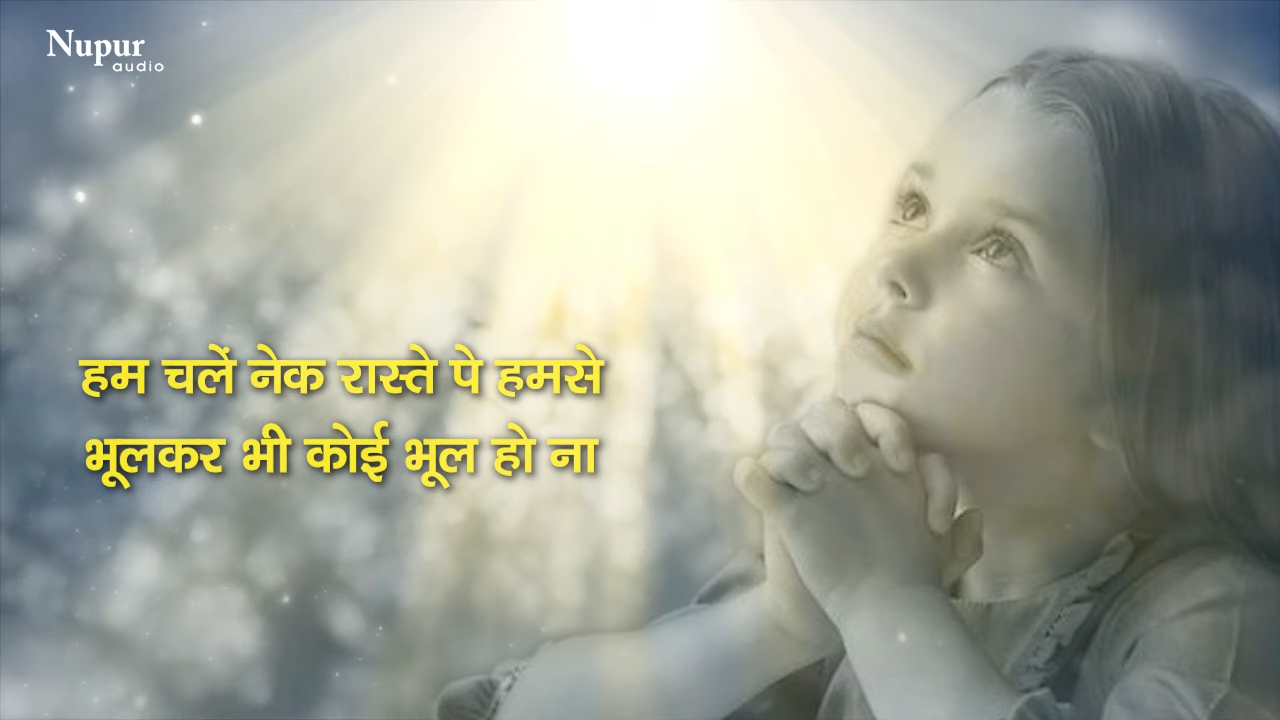 Nupur
audio
हम चलें नेक रास्ते पे हमसे
भूलकर भी कोई भूल हो ना